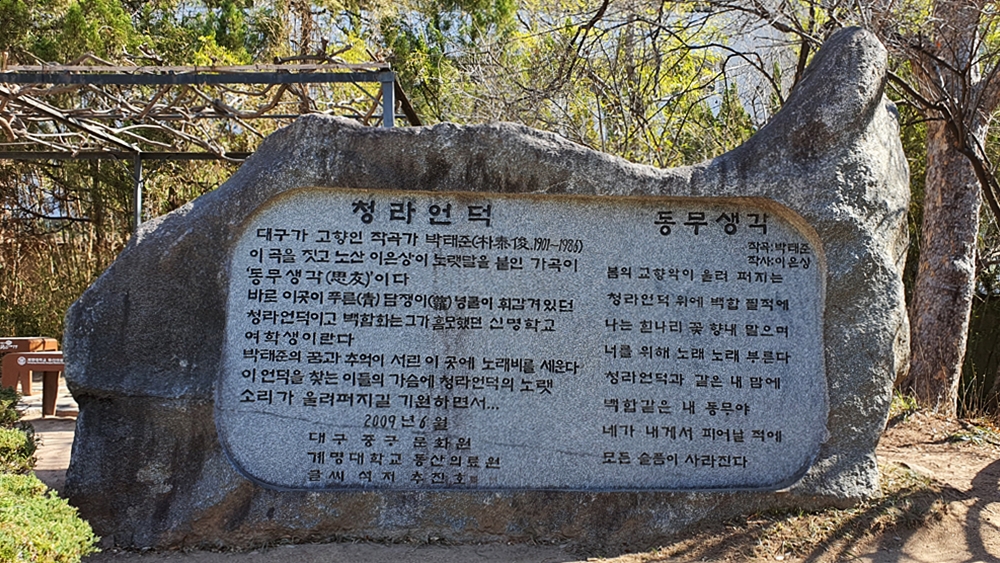 청라언덕
대구가 고향인 작곡가 박태준(朴泰俊, 1901~1986)
이 곡을 짓고 노산 이은상이 노랫말을 붙인 가곡이
'동무생각(思友)'이다
바로 이곳이 푸른(靑) 담쟁이(蘿) 넝쿨이 휘감겨있던
청라언덕이고 백합화는 그가 흠모했던 신명학교
여학생이란다
박태준의 꿈과 추억이 서린 이 곳에 노래비를 세운다
이 언덕을 찾는 이들의 가슴에 청라언덕의 노랫
소리가 울려퍼지길 기원하면서...
2009년 6월
대구 중구 문화원
계명대학교 동산의료원
글씨 석저 추진호
동무생각
작곡: 박태준
작사: 이은상
봄의 고향악이 울려 퍼지는
청라언덕 위에 백합 필적에
나는 흰나리 꽃 향내 맡으며
너를 위해 노래 노래 부른다
청라언덕과 같은 내 맘에
백합같은 내 동무야
네가 내게서 피어날 적에
모든 슬픔이 사라진다